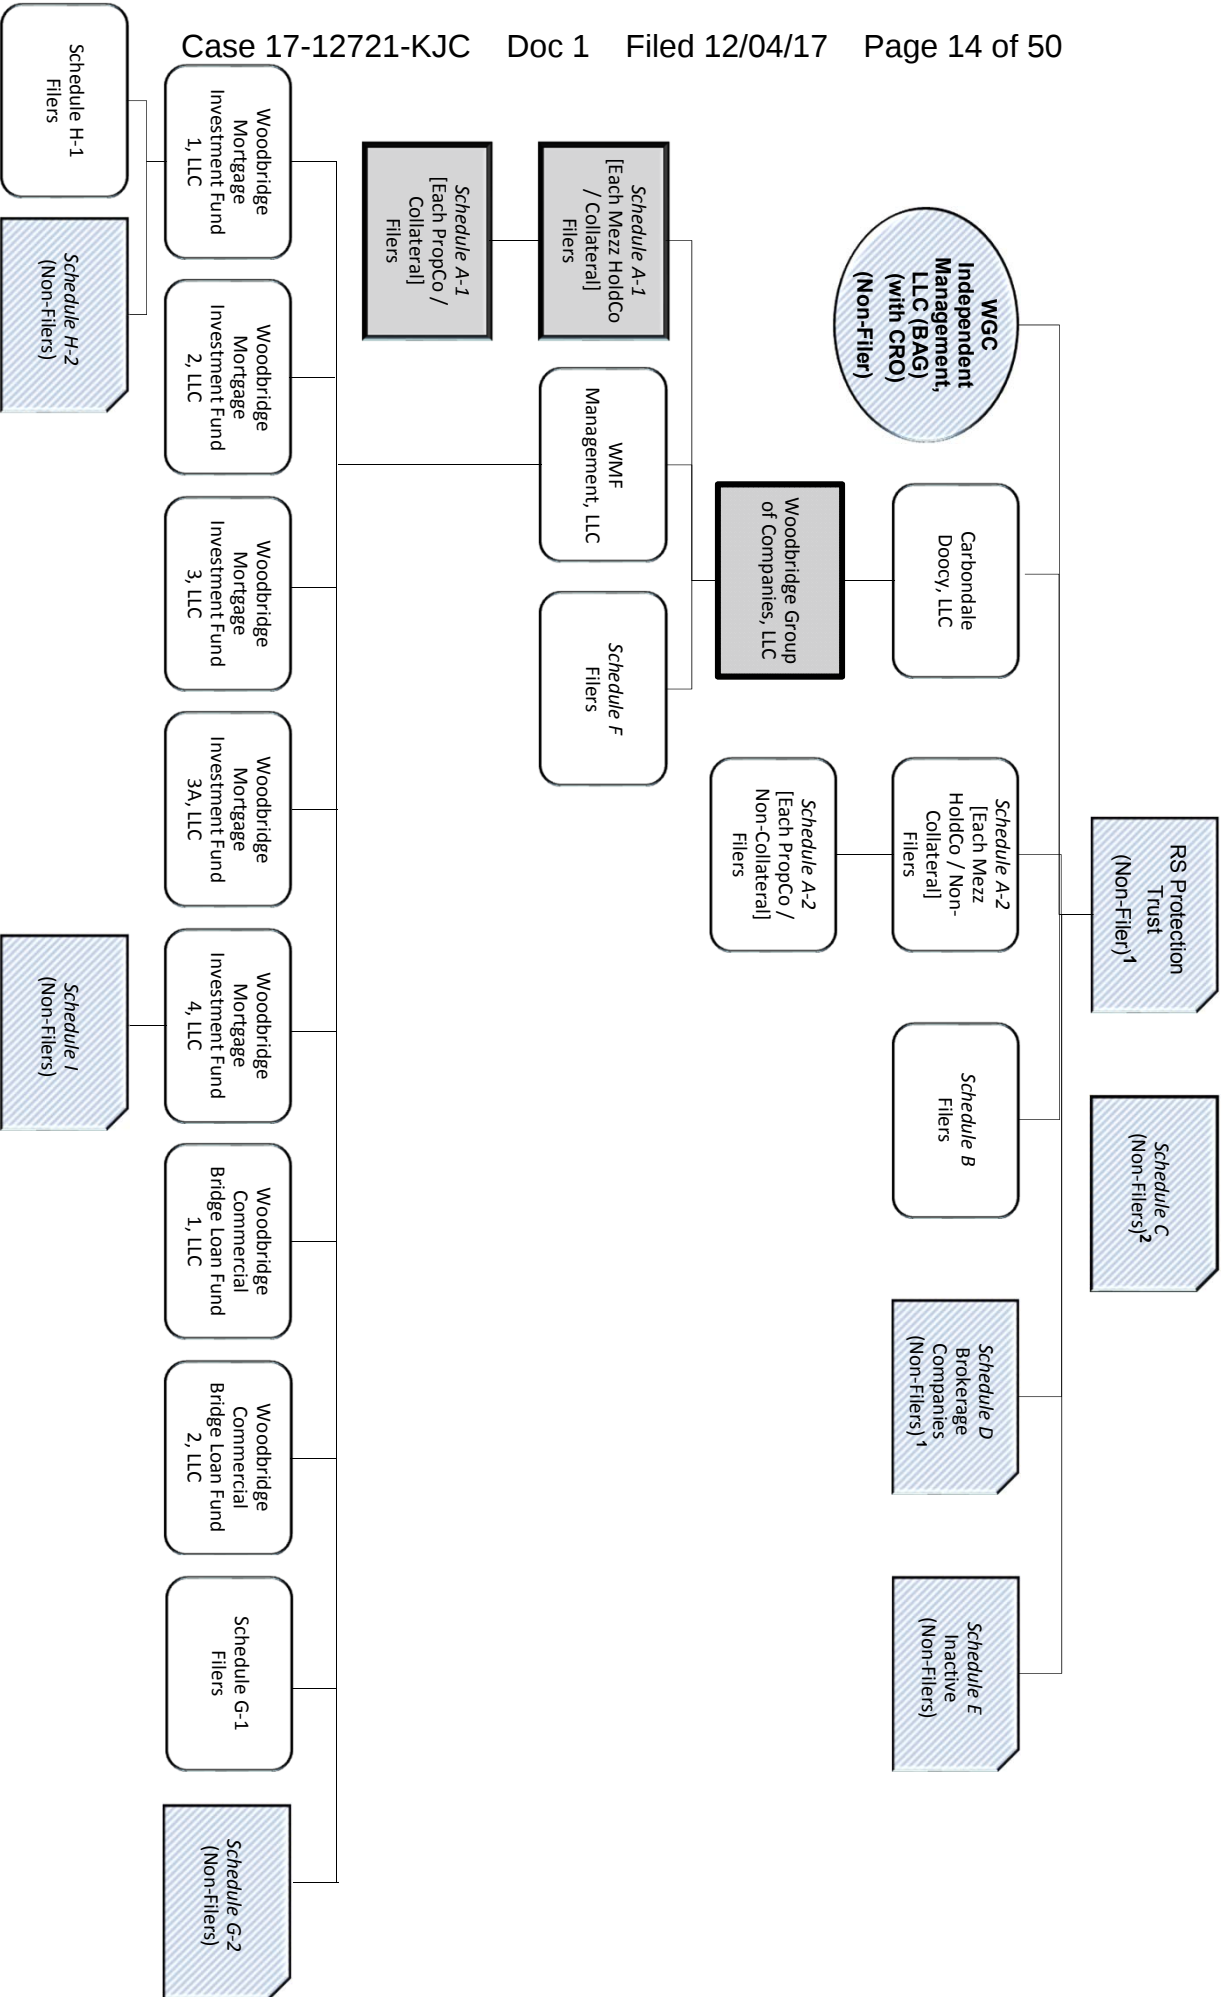 Case 17-12721-KJC Doc 1 Filed 12/04/17 Page 14 of 50
RS Protection
Trust
(Non-Filer)1
Schedule C
(Non-Filers)2
WGC
Independent
Management,
LLC (BAG)
(with CRO)
(Non-Filer)
Carbondale
Doocy, LLC
Schedule A-2
[Each Mezz
HoldCo / Non-
Collateral]
Filers
Schedule B
Filers
Schedule D
Brokerage
Companies
(Non-Filers) 1
Schedule E
Inactive
(Non-Filers)
Woodbridge Group
of Companies, LLC
Schedule A-2
[Each PropCo /
Non-Collateral]
Filers
Schedule A-1
[Each Mezz HoldCo
/ Collateral]
Filers
WMF
Management, LLC
Schedule F
Filers
Schedule A-1
[Each PropCo /
Collateral]
Filers
Woodbridge
Mortgage
Investment Fund
1, LLC
Woodbridge
Mortgage
Investment Fund
2, LLC
Woodbridge
Mortgage
Investment Fund
3, LLC
Woodbridge
Mortgage
Investment Fund
3A, LLC
Woodbridge
Mortgage
Investment Fund
4, LLC
Woodbridge
Commercial
Bridge Loan Fund
1, LLC
Woodbridge
Commercial
Bridge Loan Fund
2, LLC
Schedule G-1
Filers
Schedule G-2
(Non-Filers)
Schedule H-1
Filers
Schedule H-2
(Non-Filers)
Schedule I
(Non-Filers)